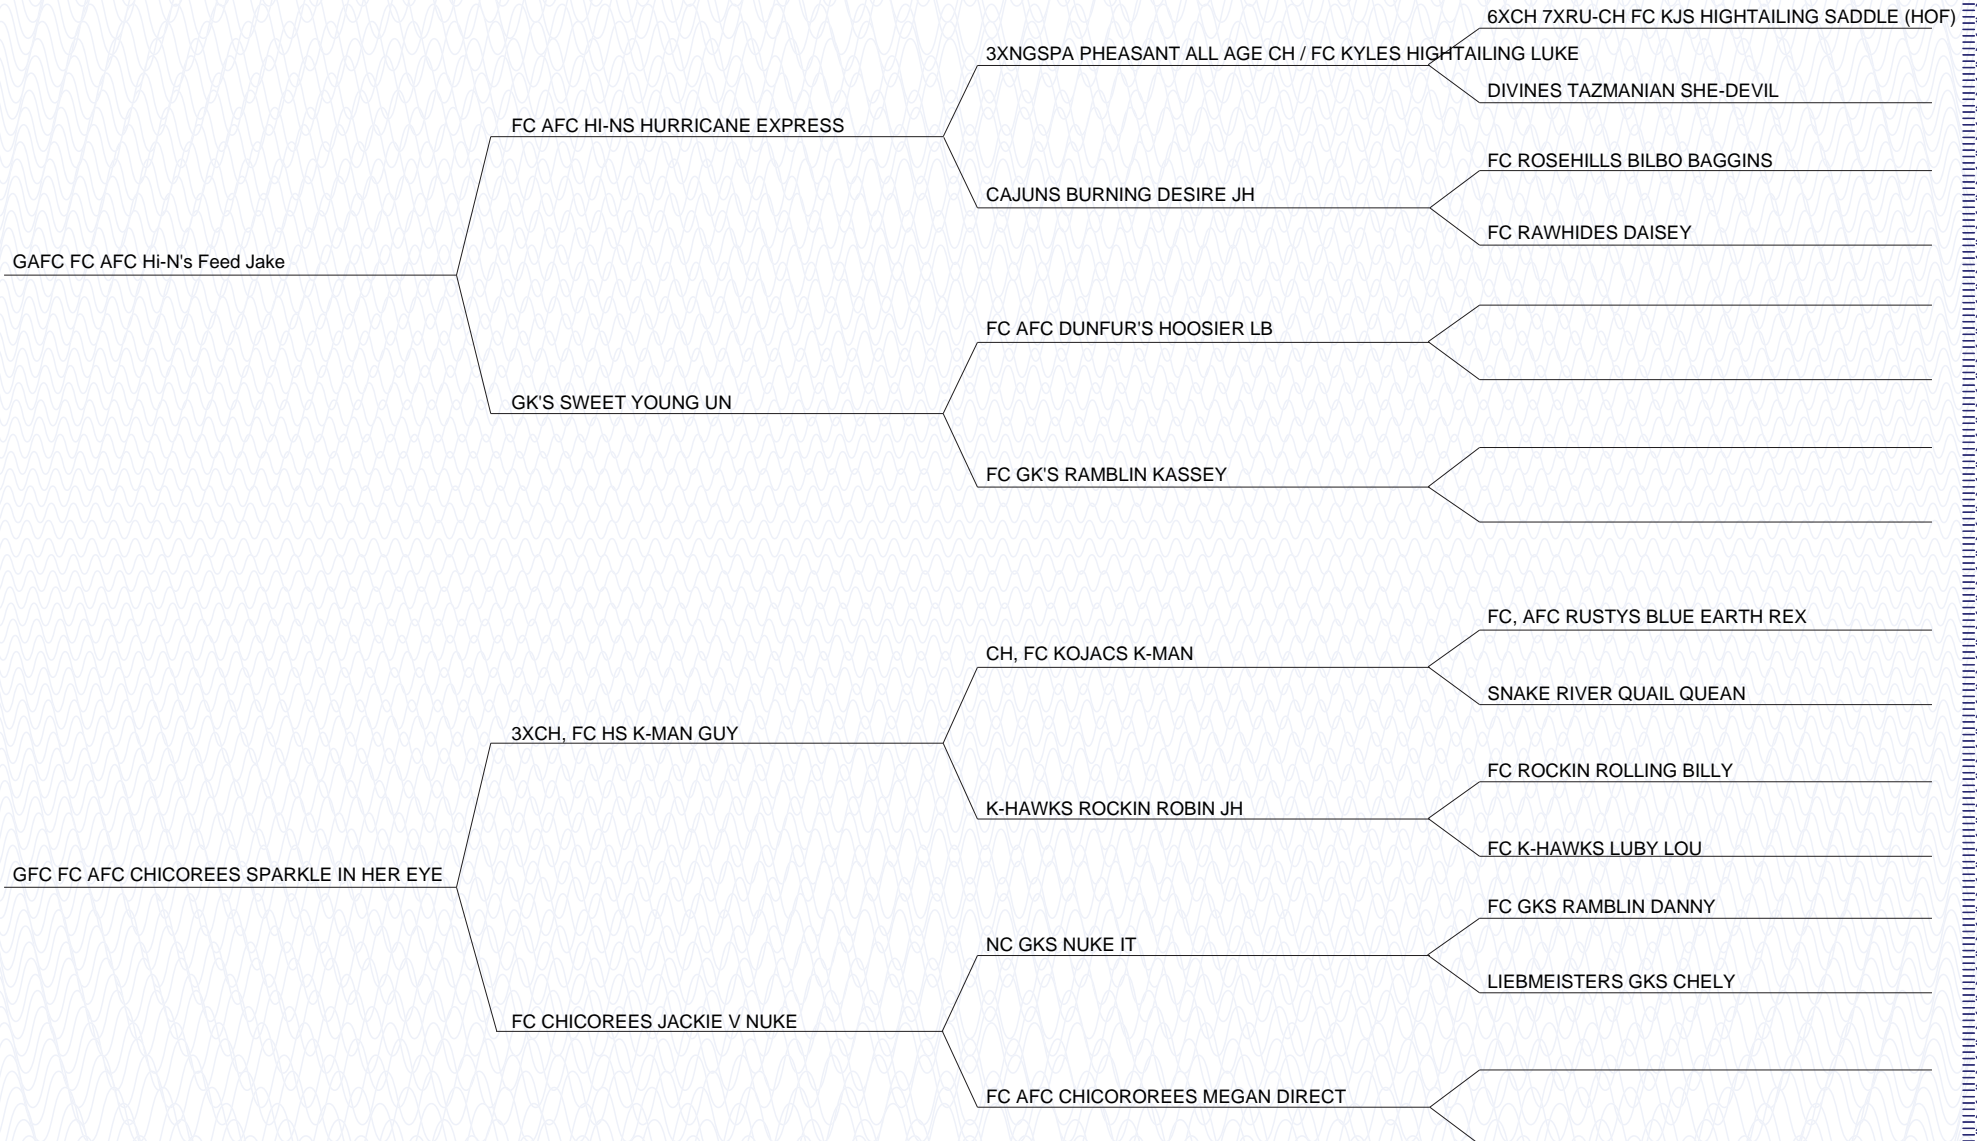 6XCH 7XRU-CH FC KJS HIGHTAILING SADDLE (HOF)
3XNGSPA PHEASANT ALL AGE CH / FC KYLES HIGHTAILING LUKE
DIVINES TAZMANIAN SHE-DEVIL
FC AFC HI-NS HURRICANE EXPRESS
FC ROSEHILLS BILBO BAGGINS
CAJUNS BURNING DESIRE JH
FC RAWHIDES DAISEY
GAFC FC AFC Hi-N's Feed Jake
FC AFC DUNFUR'S HOOSIER LB
GK'S SWEET YOUNG UN
FC GK'S RAMBLIN KASSEY
FC, AFC RUSTYS BLUE EARTH REX
CH, FC KOJACS K-MAN
SNAKE RIVER QUAIL QUEAN
3XCH, FC HS K-MAN GUY
FC ROCKIN ROLLING BILLY
K-HAWKS ROCKIN ROBIN JH
FC K-HAWKS LUBY LOU
GFC FC AFC CHICOREES SPARKLE IN HER EYE
FC GKS RAMBLIN DANNY
NC GKS NUKE IT
LIEBMEISTERS GKS CHELY
FC CHICOREES JACKIE V NUKE
FC AFC CHICOROREES MEGAN DIRECT